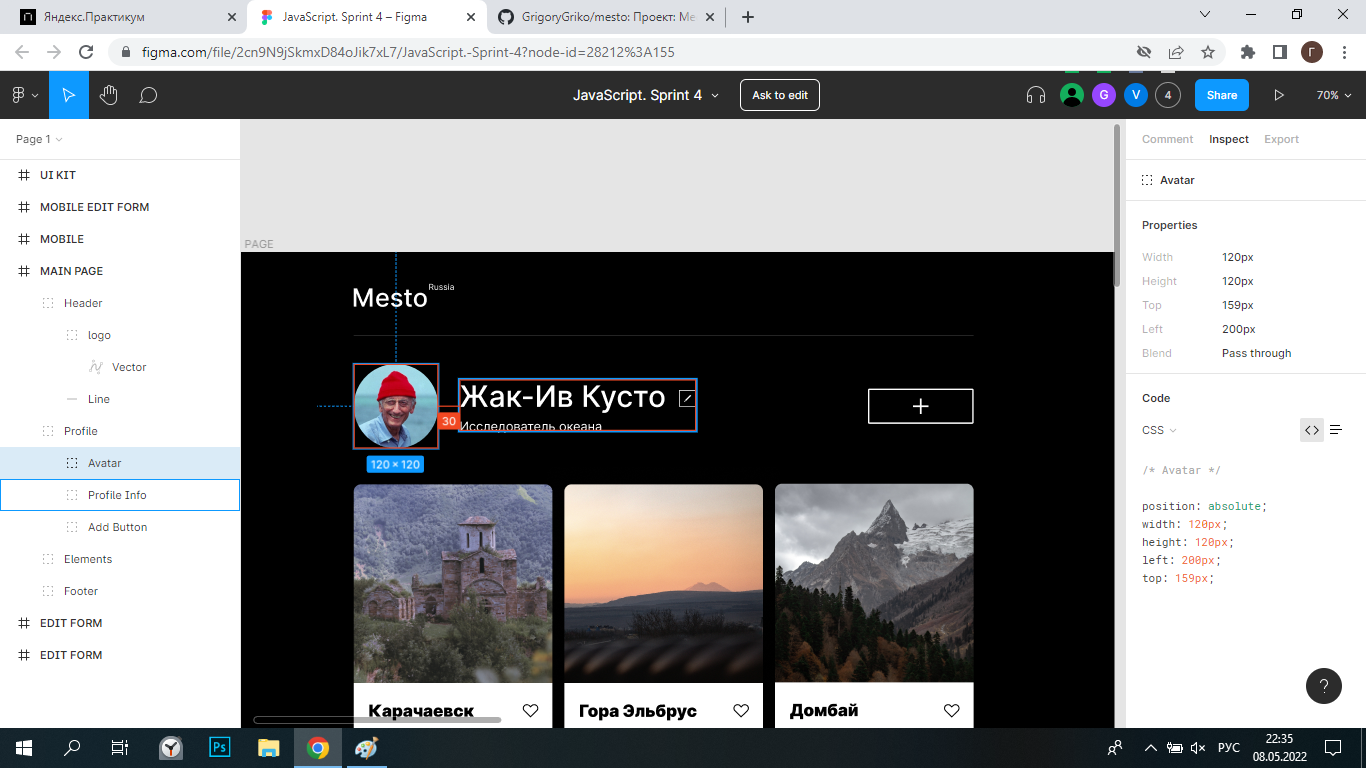 Яндекс.Практикум
JavaScript. Sprint 4 – Figma
GrigoryGriko/mesto: Проект: Ме
figma.com/file/2cn9N9jSkmxD84oJik7xL7/JavaScript.-Sprint-4?node-id=28212%3A155
Г
JavaScript. Sprint 4
Ask to edit
G
V
4
Share
70%
Page 1
UI KIT
MOBILE EDIT FORM
MOBILE
MAIN PAGE
Header
logo
Vector
Line
Profile
Avatar
Profile Info
Add Button
Elements
Footer
EDIT FORM
EDIT FORM
PAGE
Mesto
Russia
Жак-Ив Кусто
30
Исследователь океана
120 × 120
Карачаевск
Гора Эльбрус
Домбай
Comment
Inspect
Export
Avatar
Properties
Width 120px
Height 120px
Top 159px
Left 200px
Blend Pass through
Code
CSS
/* Avatar */
position: absolute;
width: 120px;
height: 120px;
left: 200px;
top: 159px;
?
Ps
РУС
22:35
08.05.2022